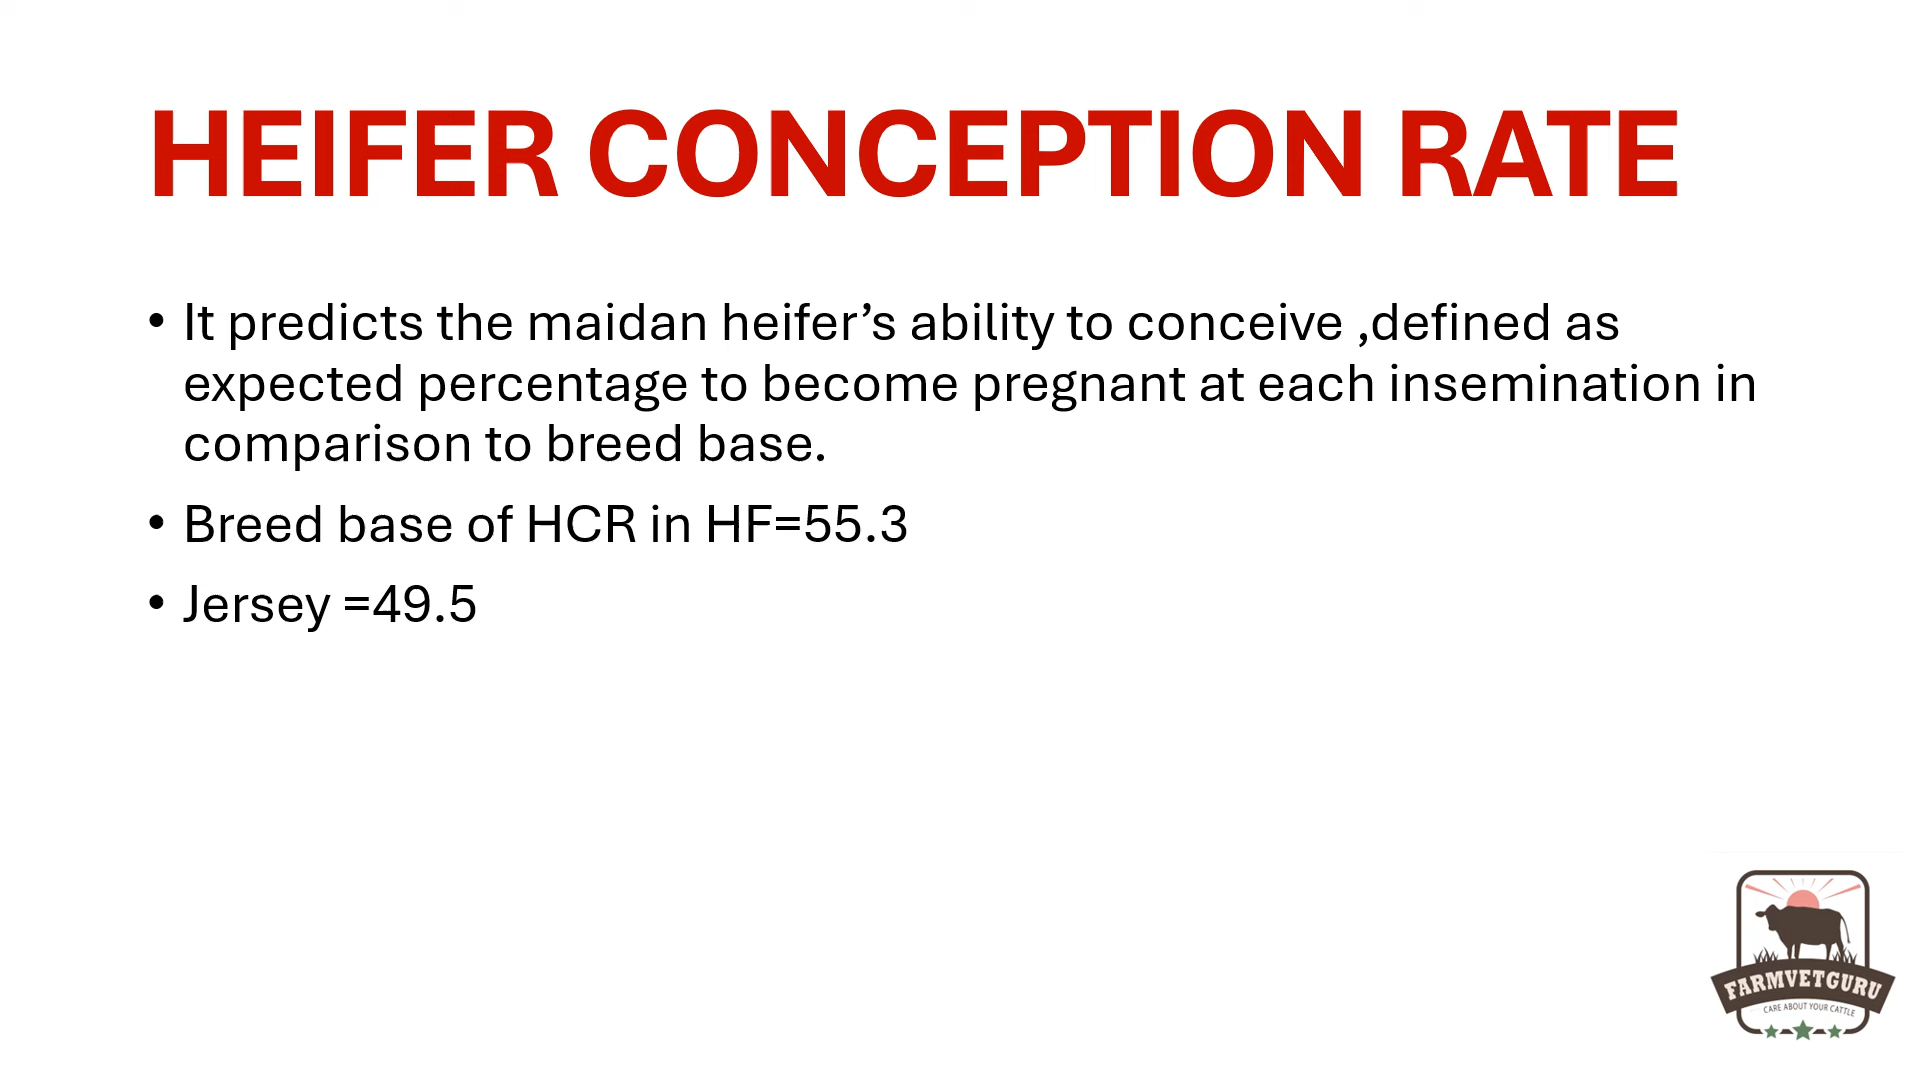 HEIFER CONCEPTION RATE
• It predicts the maidan heifer’s ability to conceive ,defined as
expected percentage to become pregnant at each insemination in
comparison to breed base.
• Breed base of HCR in HF=55.3
• Jersey =49.5
FARMVETGURU
CARE ABOUT YOUR CATTLE